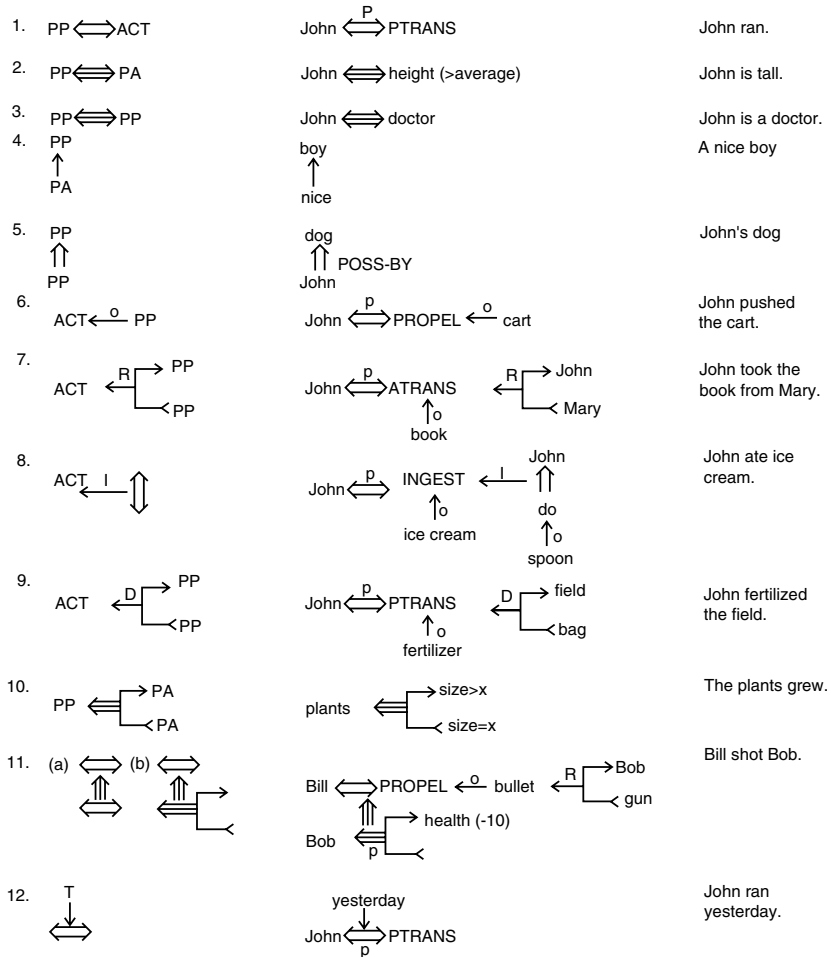 1. PP ACT John P PTRANS John ran.
2. PP PA John height (>average) John is tall.
3. PP PP John doctor John is a doctor.
4. PP boy A nice boy
PA nice
5. PP dog John's dog
POSS-BY
PP John
6. ACT o PP John p PROPEL o cart John pushed
the cart.
7. ACT R PP PP John p ATRANS R John Mary John took the
book from Mary.
o
book
8. ACT I John p INGEST I John John ate ice
cream.
o do
ice cream o
spoon
9. ACT D PP PP John p PTRANS D field bag John fertilized
the field.
o
fertilizer
10. PP PA PA plants size>x size=x The plants grew.
11. (a) (b) Bill PROPEL o bullet R Bob gun Bill shot Bob.
Bob p health (-10)
12. T yesterday John ran
yesterday.
John p PTRANS